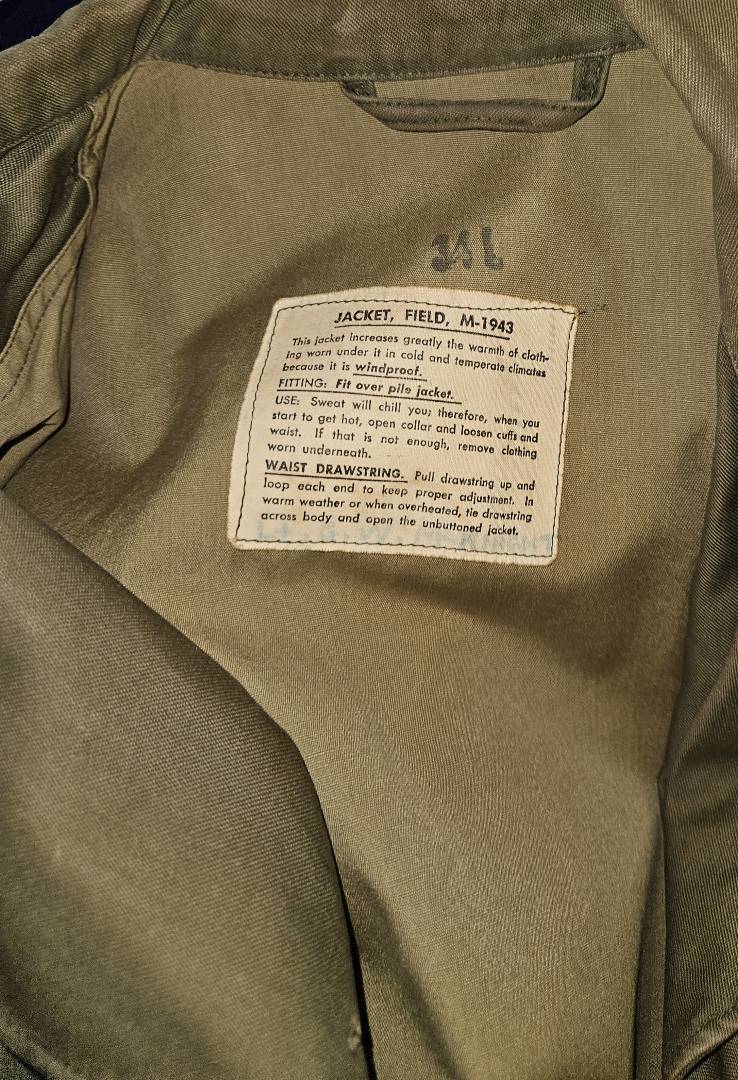 JACKET, FIELD, M-1943
This jacket increases greatly the warmth of cloth-
ing worn under it in cold and temperate climates
because it is windproof.
FITTING: Fit over pile jacket.
USE: Sweat will chill you; therefore, when you
start to get hot, open collar and loosen cuffs and
waist. If that is not enough, remove clothing
worn underneath.
WAIST DRAWSTRING. Pull drawstring up and
loop each end to keep proper adjustment. In
warm weather or when overheated, tie drawstring
across body and open the unbuttoned jacket.